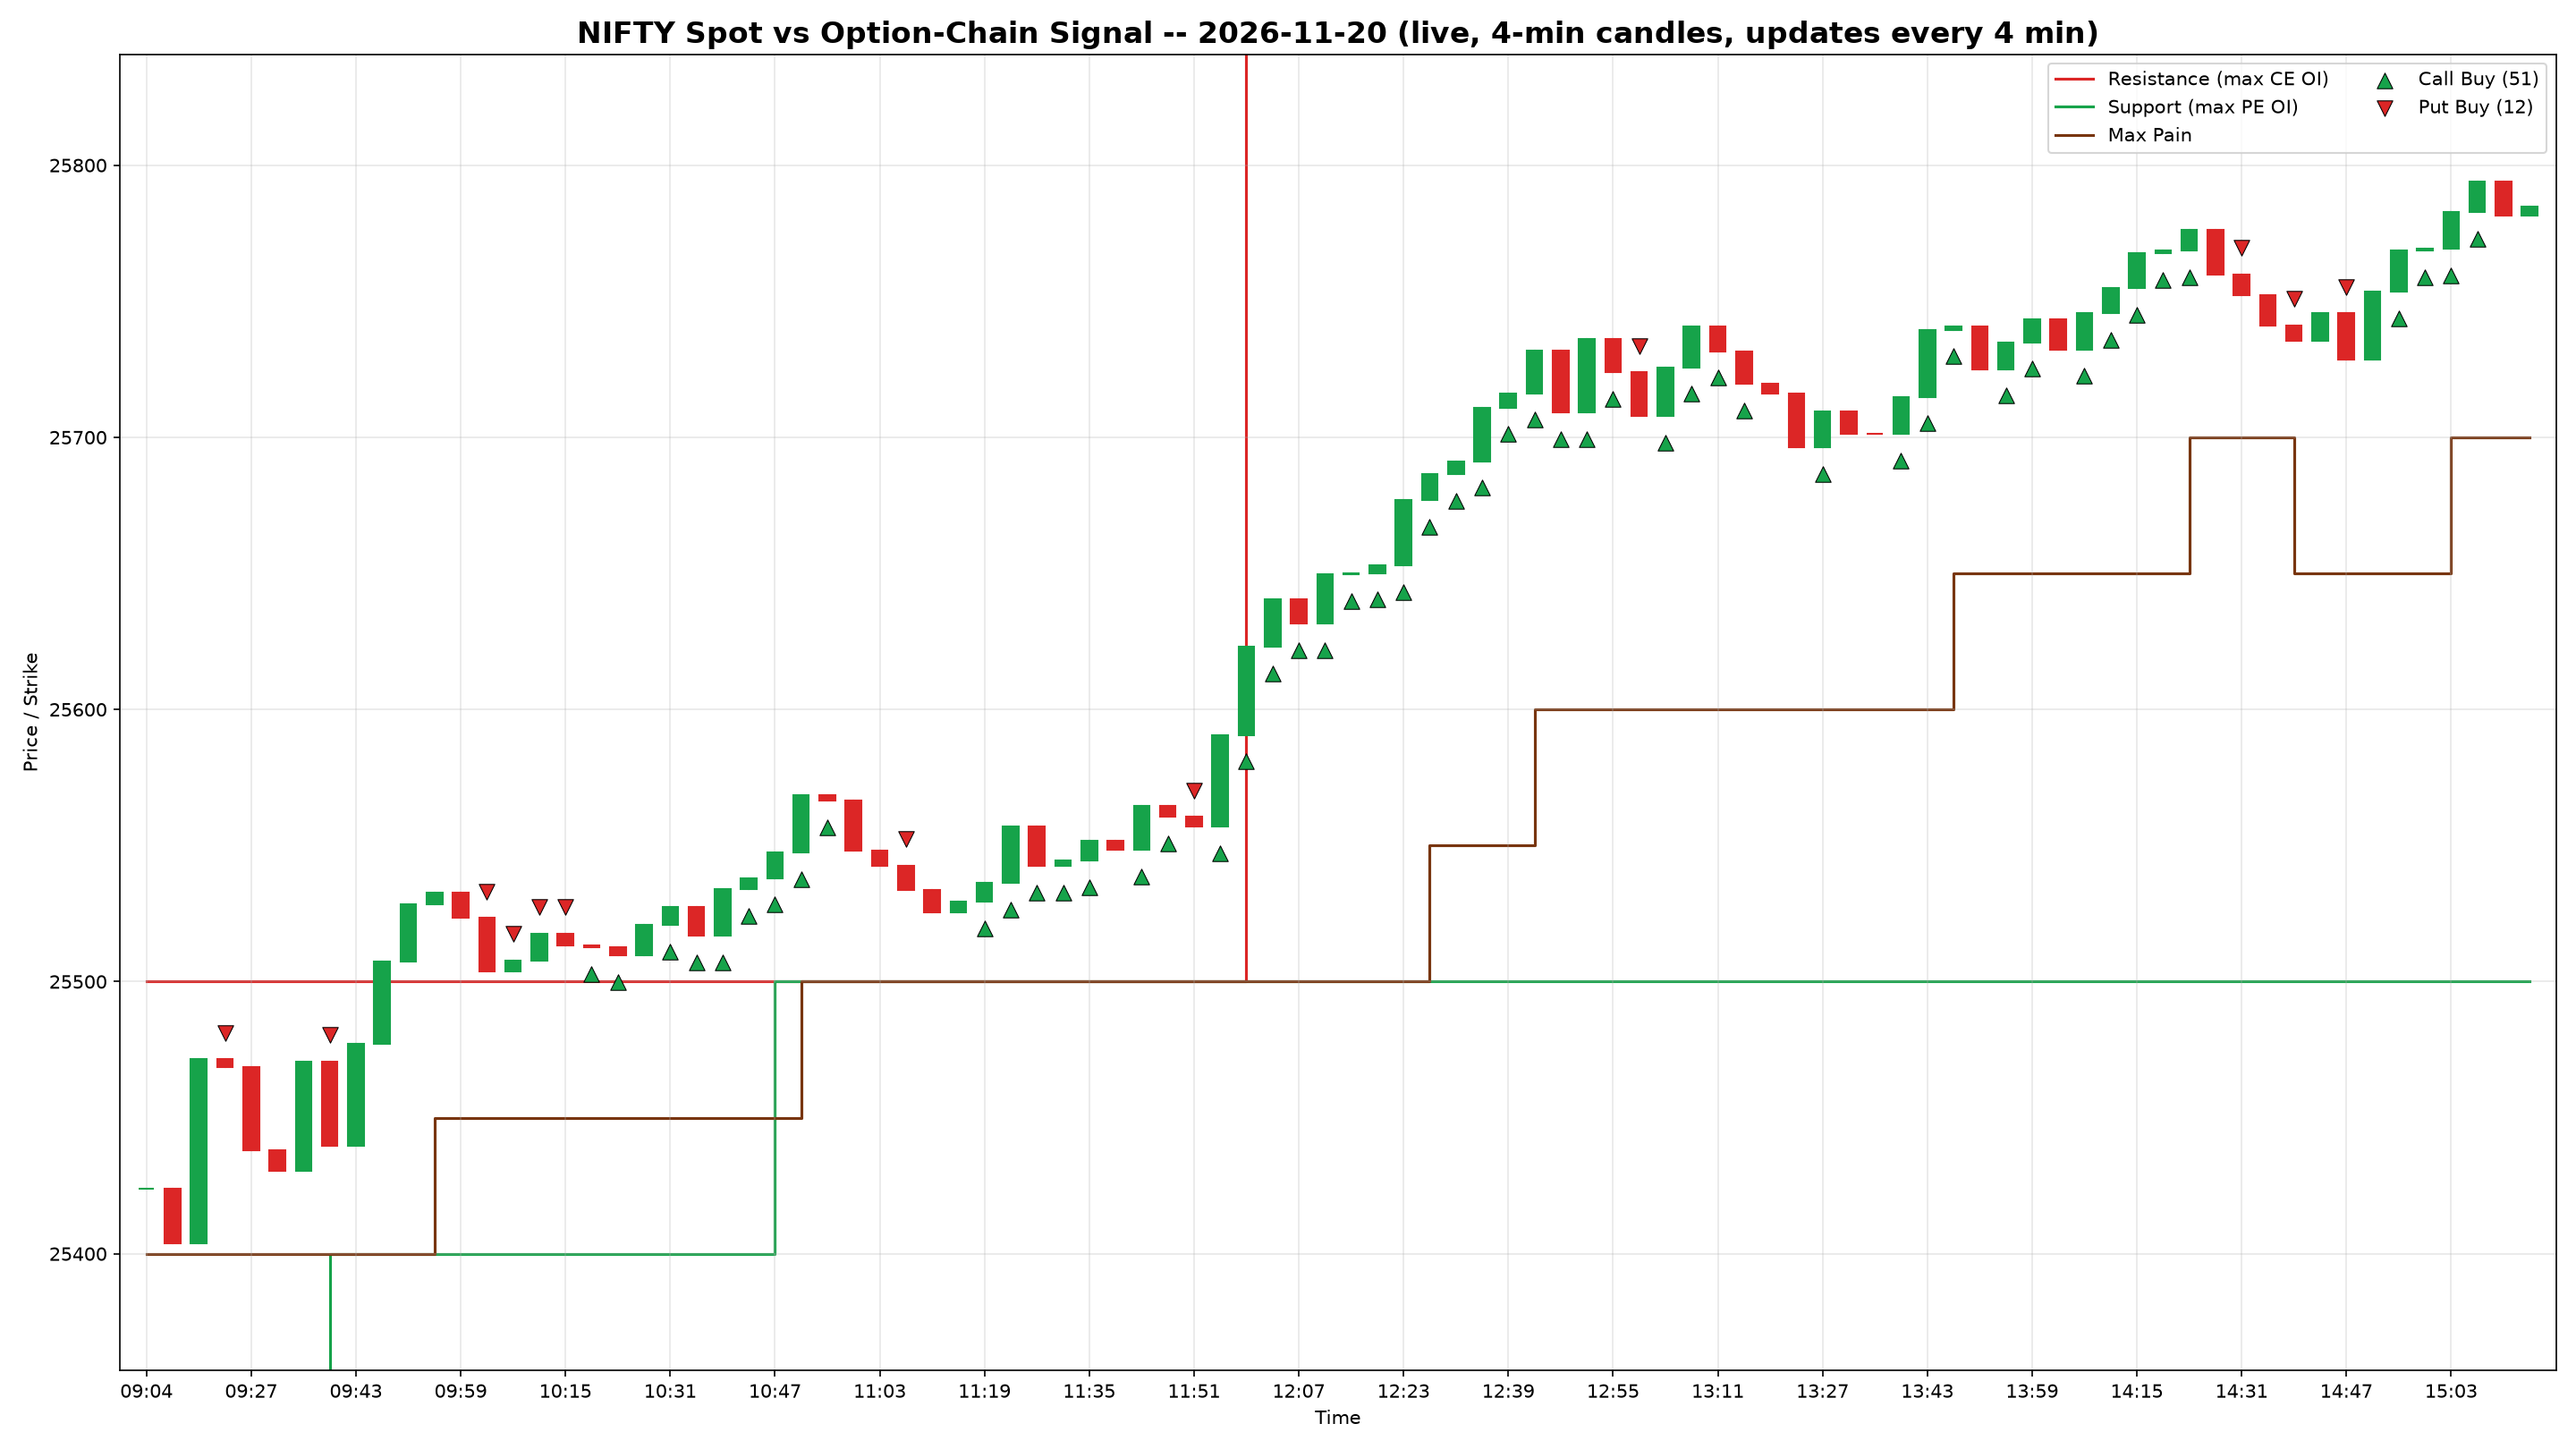 NIFTY Spot vs Option-Chain Signal -- 2026-11-20 (live, 4-min candles, updates every 4 min)
Resistance (max CE OI)
Support (max PE OI)
Max Pain
Call Buy (51)
Put Buy (12)
Price / Strike
25800
25700
25600
25500
25400
09:04 09:27 09:43 09:59 10:15 10:31 10:47 11:03 11:19 11:35 11:51 12:07 12:23 12:39 12:55 13:11 13:27 13:43 13:59 14:15 14:31 14:47 15:03
Time